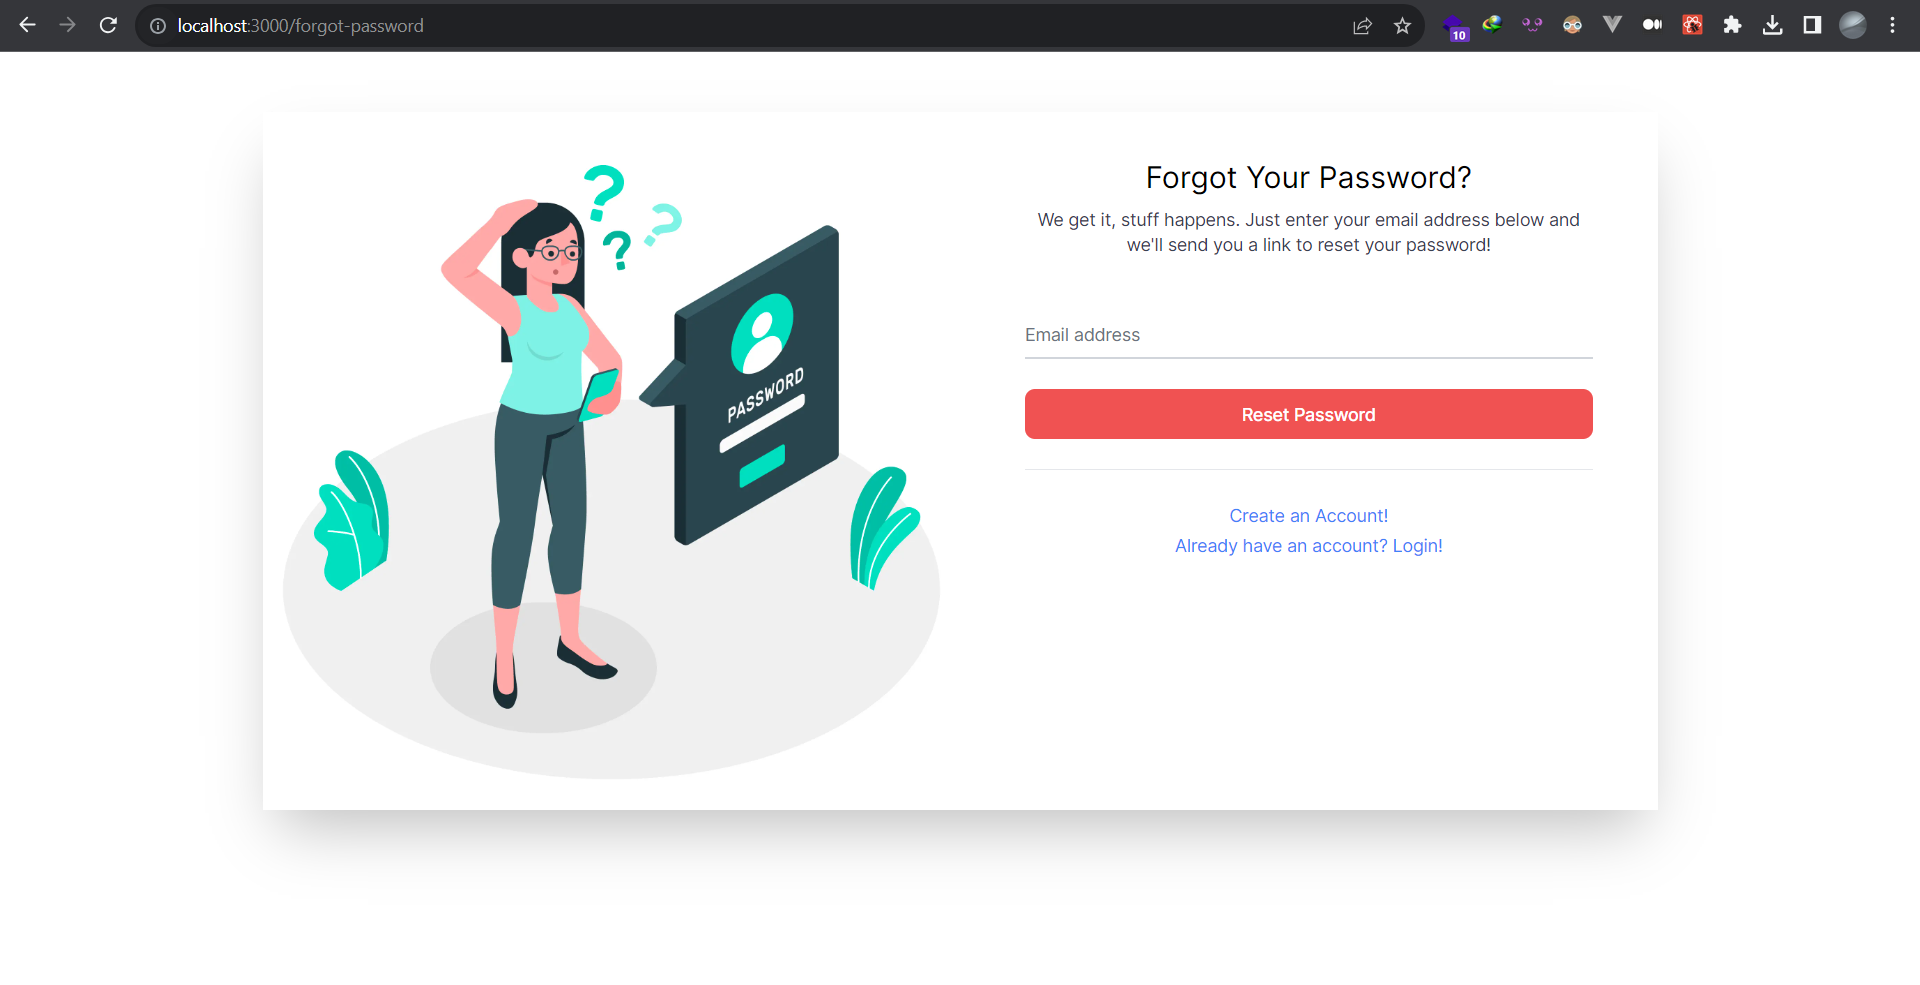 localhost:3000/forgot-password
10
?
?
?
PASSWORD
Forgot Your Password?
We get it, stuff happens. Just enter your email address below and
we'll send you a link to reset your password!
Email address
Reset Password
Create an Account!
Already have an account? Login!